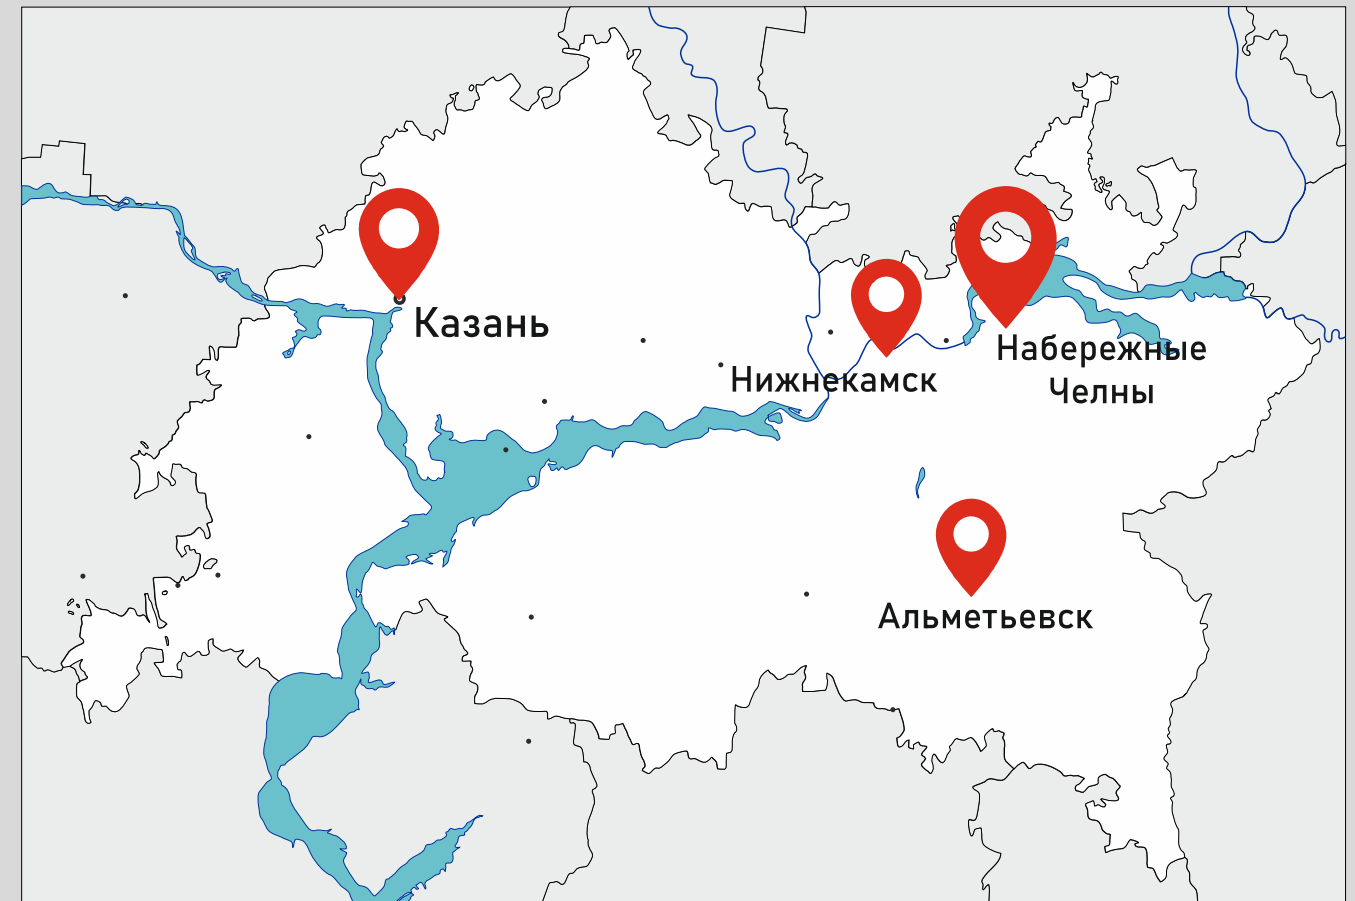 Казань
Набережные
Челны
Нижнекамск
Альметьевск